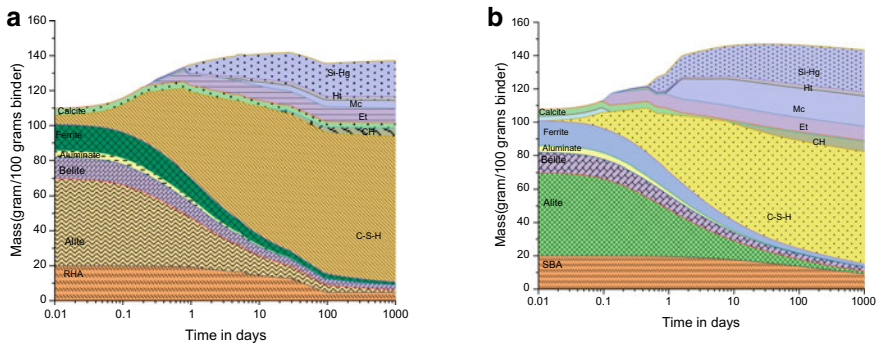 a
160
140
120
100
80
60
40
20
0
Mass(gram/100 grams binder)
Calcite
Ferrite
Aluminate
Belite
Alite
RHA
Si-Hg
Ht
Mc
Et
CH
C-S-H
0.01 0.1 1 10 100 1000
Time in days
b
160
140
120
100
80
60
40
20
0
Mass(gram/100 grams binder)
Calcite
Ferrite
Aluminate
Belite
Alite
SBA
Si-Hg
Ht
Mc
Et
CH
C-S-H
0.01 0.1 1 10 100 1000
Time in days